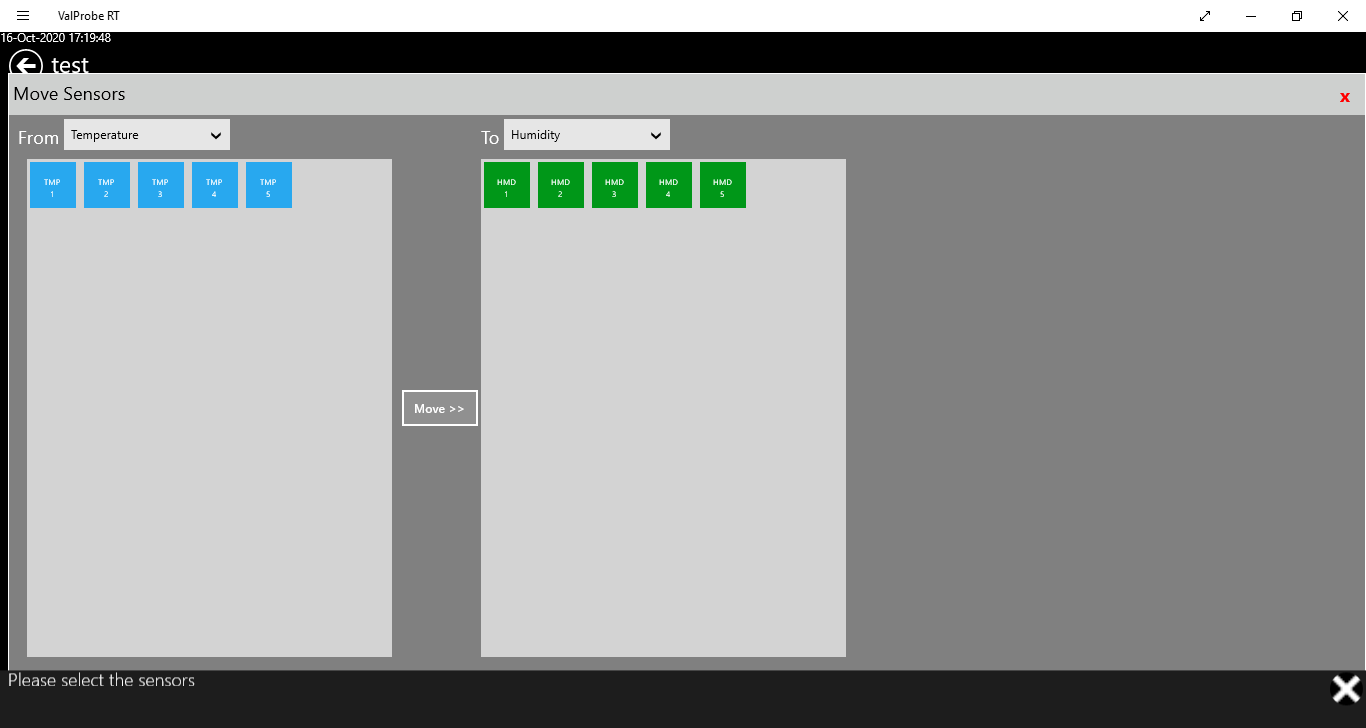 ValProbe RT
16-Oct-2020 17:19:48
test
Move Sensors
x
From Temperature
To Humidity
TMP 1
TMP 2
TMP 3
TMP 4
TMP 5
HMD 1
HMD 2
HMD 3
HMD 4
HMD 5
Move >>
Please select the sensors